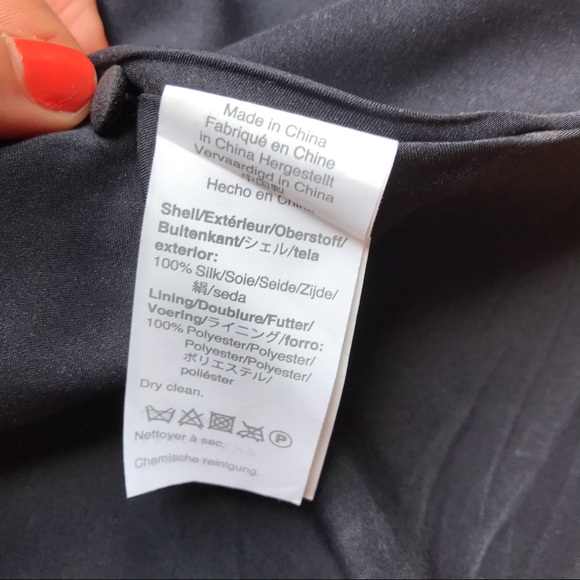 Made in China
Fabriqué en Chine
in China Hergestellt
Vervaardigd in China
Hecho en China
Shell/Extérieur/Oberstoff/
Buitenkant/シェル/tela
exterior:
100% Silk/Soie/Seide/Zijde/
絹/seda
Lining/Doublure/Futter/
Voering/ライニング/forro:
100% Polyester/Polyester/
Polyester/Polyester/
ポリエステル/
poliéster
Dry clean.
P
Nettoyer à sec
Chemische reinigung.